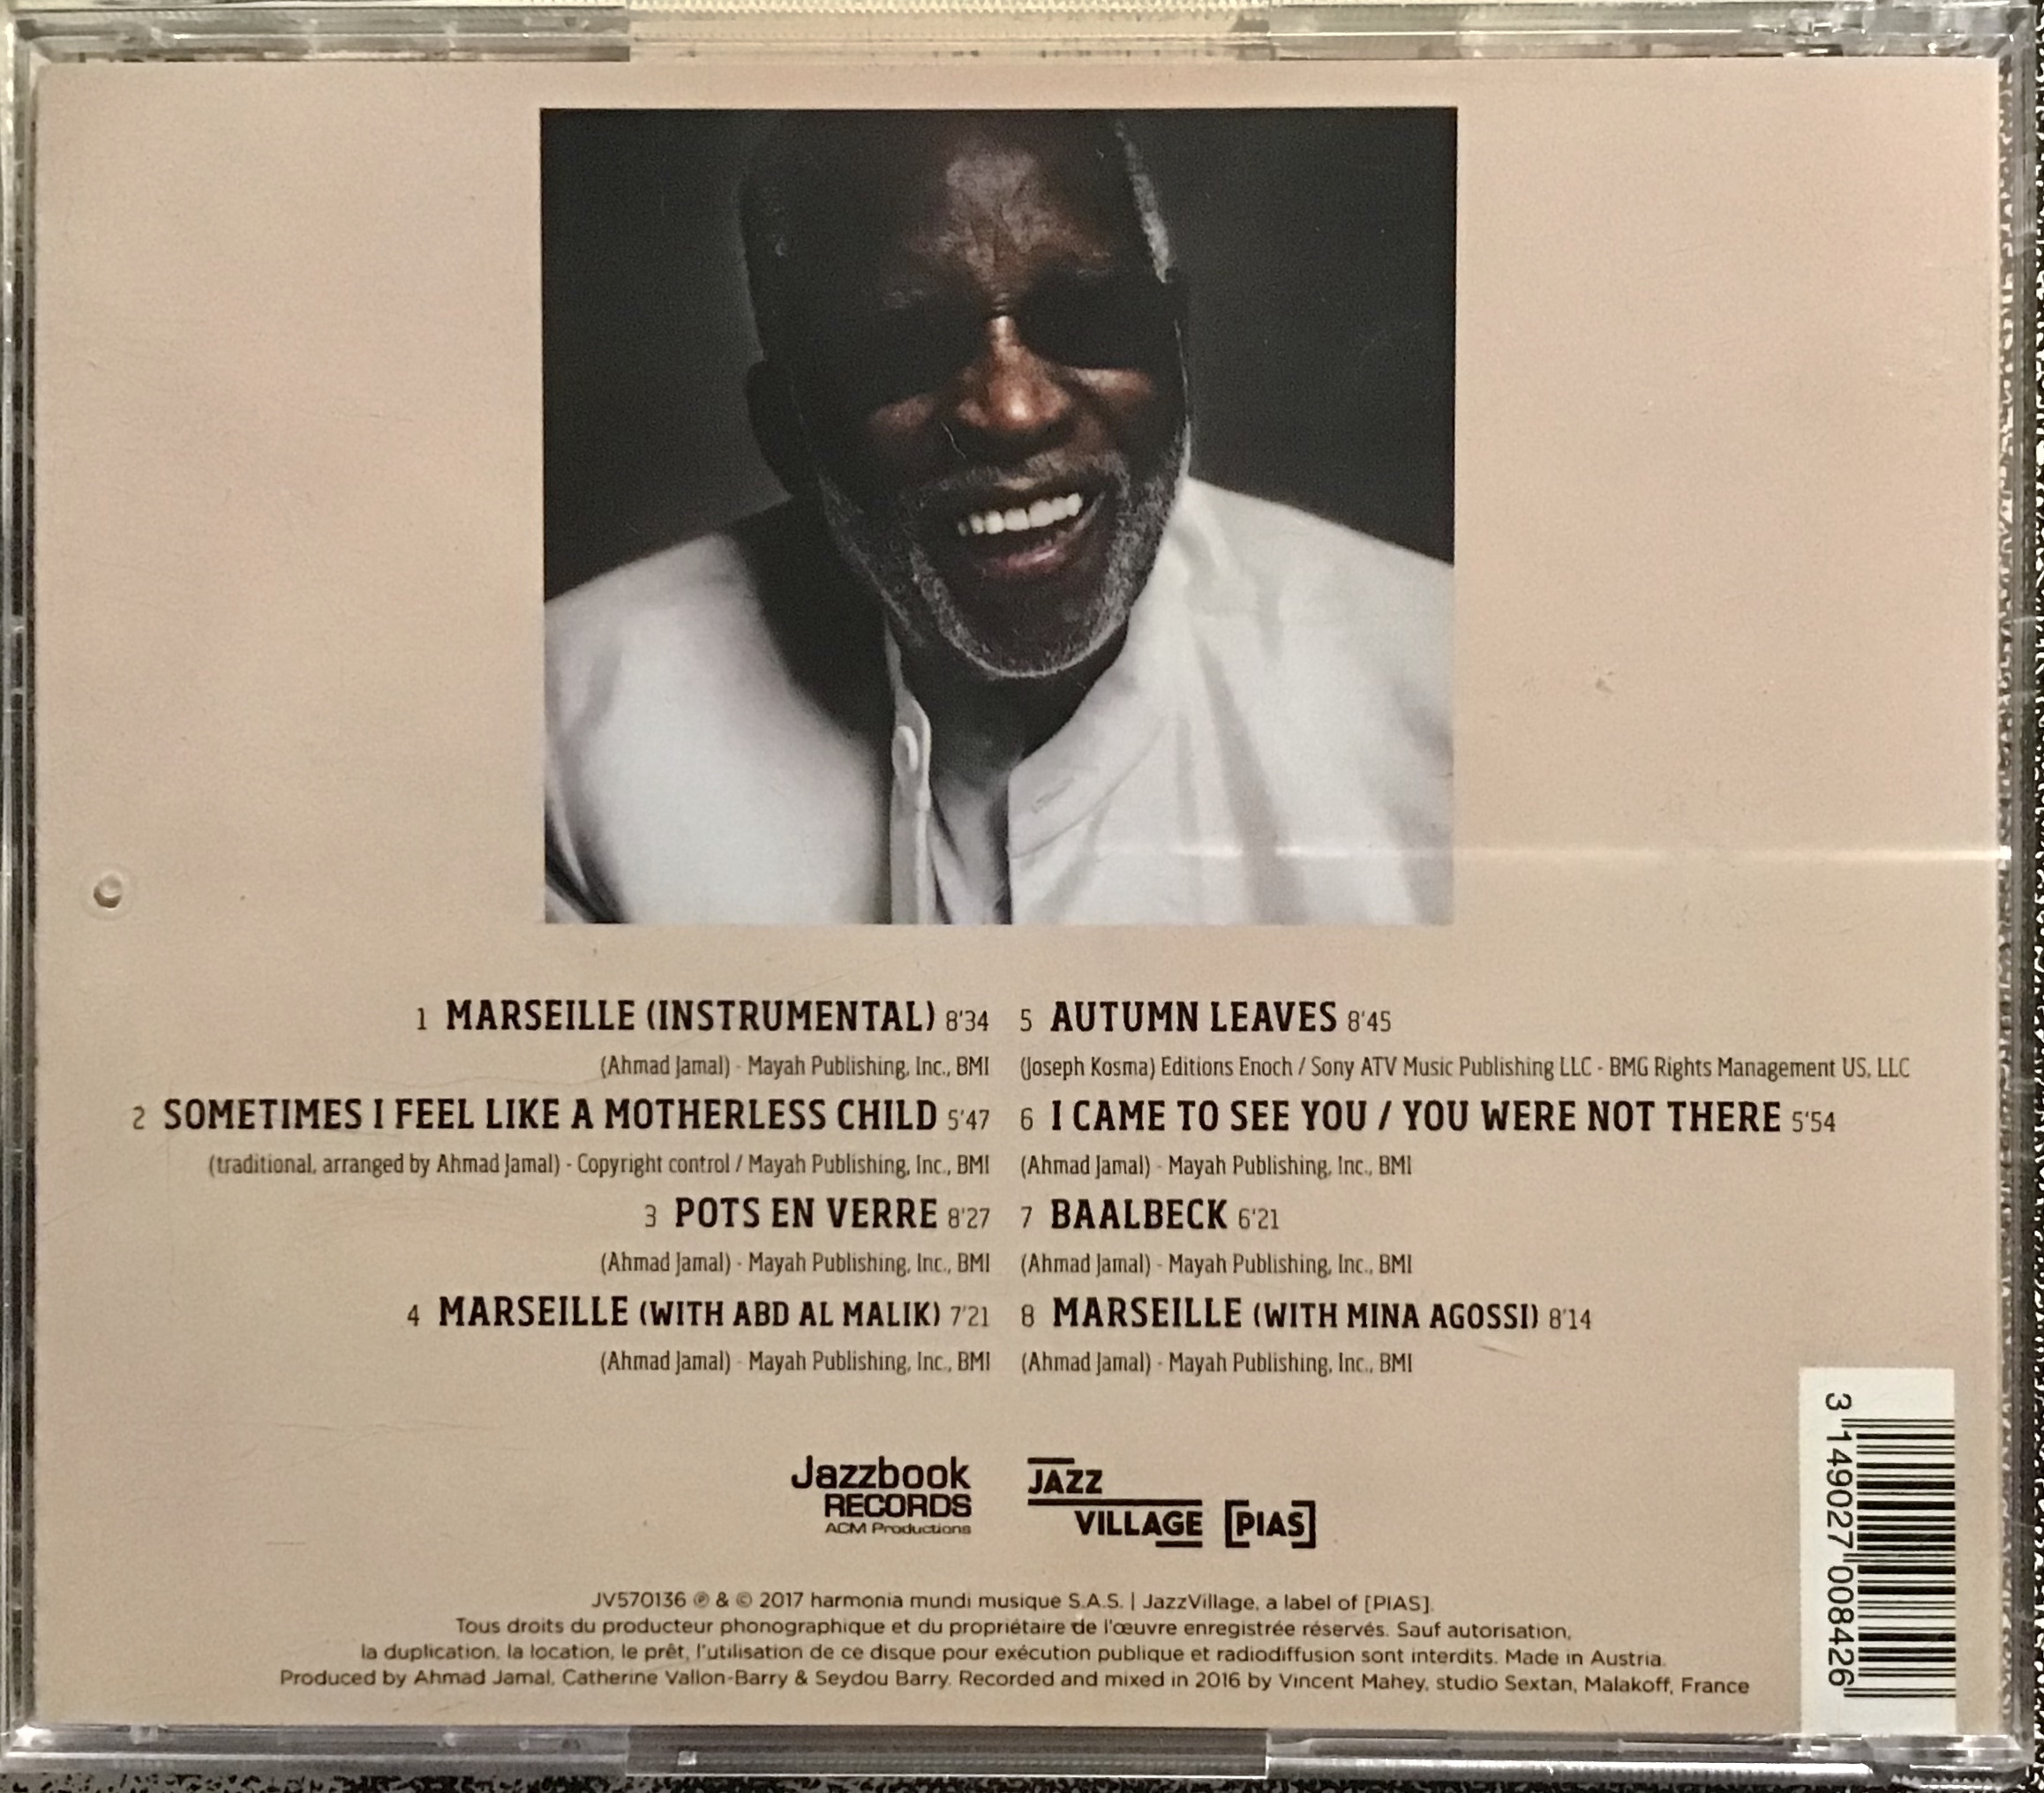 1 MARSEILLE (INSTRUMENTAL) 8'34
(Ahmad Jamal) - Mayah Publishing, Inc., BMI
2 SOMETIMES I FEEL LIKE A MOTHERLESS CHILD 5'47
(traditional, arranged by Ahmad Jamal) - Copyright control / Mayah Publishing, Inc., BMI
3 POTS EN VERRE 8'27
(Ahmad Jamal) - Mayah Publishing, Inc., BMI
4 MARSEILLE (WITH ABD AL MALIK) 7'21
(Ahmad Jamal) - Mayah Publishing, Inc., BMI
5 AUTUMN LEAVES 8'45
(Joseph Kosma) Editions Enoch / Sony ATV Music Publishing LLC - BMG Rights Management US, LLC
6 I CAME TO SEE YOU / YOU WERE NOT THERE 5'54
(Ahmad Jamal) - Mayah Publishing, Inc., BMI
7 BAALBECK 6'21
(Ahmad Jamal) - Mayah Publishing, Inc., BMI
8 MARSEILLE (WITH MINA AGOSSI) 8'14
(Ahmad Jamal) - Mayah Publishing, Inc., BMI
Jazzbook
RECORDS
ACM Productions
JAZZ
VILLAGE [PIAS]
3 149027 008426
JV570136 ℗ & © 2017 harmonia mundi musique S.A.S. | JazzVillage, a label of [PIAS].
Tous droits du producteur phonographique et du propriétaire de l'œuvre enregistrée réservés. Sauf autorisation,
la duplication, la location, le prêt, l'utilisation de ce disque pour exécution publique et radiodiffusion sont interdits. Made in Austria.
Produced by Ahmad Jamal, Catherine Vallon-Barry & Seydou Barry. Recorded and mixed in 2016 by Vincent Mahey, studio Sextan, Malakoff, France